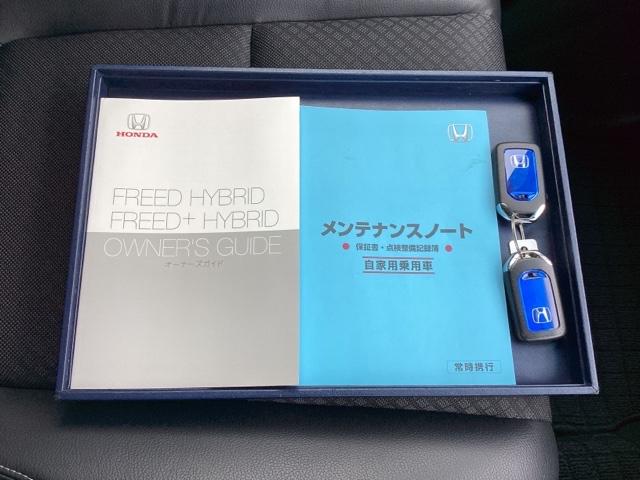 HONDA
FREED HYBRID
FREED+ HYBRID
OWNER'S GUIDE
オーナーズガイド
メンテナンスノート
● 保証書・点検整備記録簿 ●
自家用乗用車
常時携行